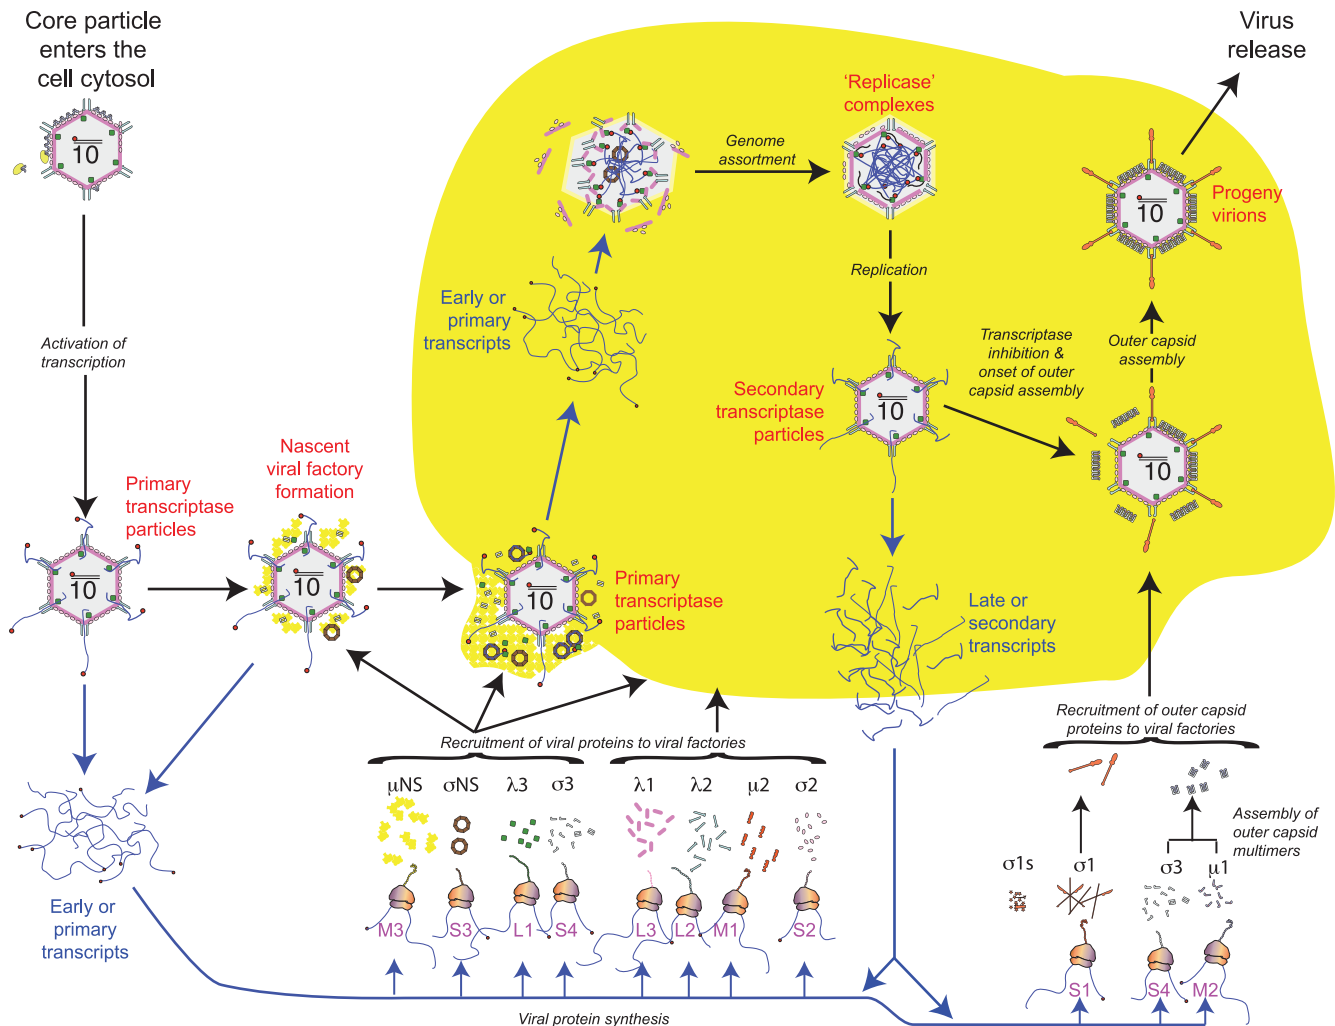 Core particle
enters the
cell cytosol
10
Activation of
transcription
Primary
transcriptase
particles
10
Nascent
viral factory
formation
10
Early or
primary
transcripts
Primary
transcriptase
particles
10
Early or
primary
transcripts
Genome
assortment
'Replicase'
complexes
Replication
Secondary
transcriptase
particles
10
Transcriptase
inhibition &
onset of outer
capsid assembly
Outer capsid
assembly
10
Progeny
virions
10
Virus
release
Late or
secondary
transcripts
Recruitment of viral proteins to viral factories
μNS σNS λ3 σ3 λ1 λ2 μ2 σ2
M3 S3 L1 S4 L3 L2 M1 S2
Viral protein synthesis
Recruitment of outer capsid
proteins to viral factories
Assembly of
outer capsid
multimers
σ1s σ1 σ3 μ1
S1 S4 M2